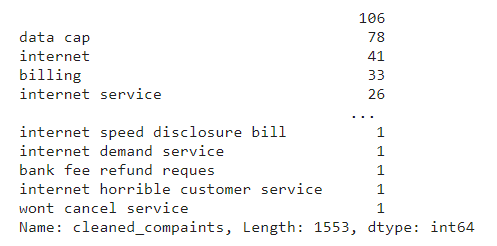 106
data cap 78
internet 41
billing 33
internet service 26
...
internet speed disclosure bill 1
internet demand service 1
bank fee refund reques 1
internet horrible customer service 1
wont cancel service 1
Name: cleaned_compaints, Length: 1553, dtype: int64